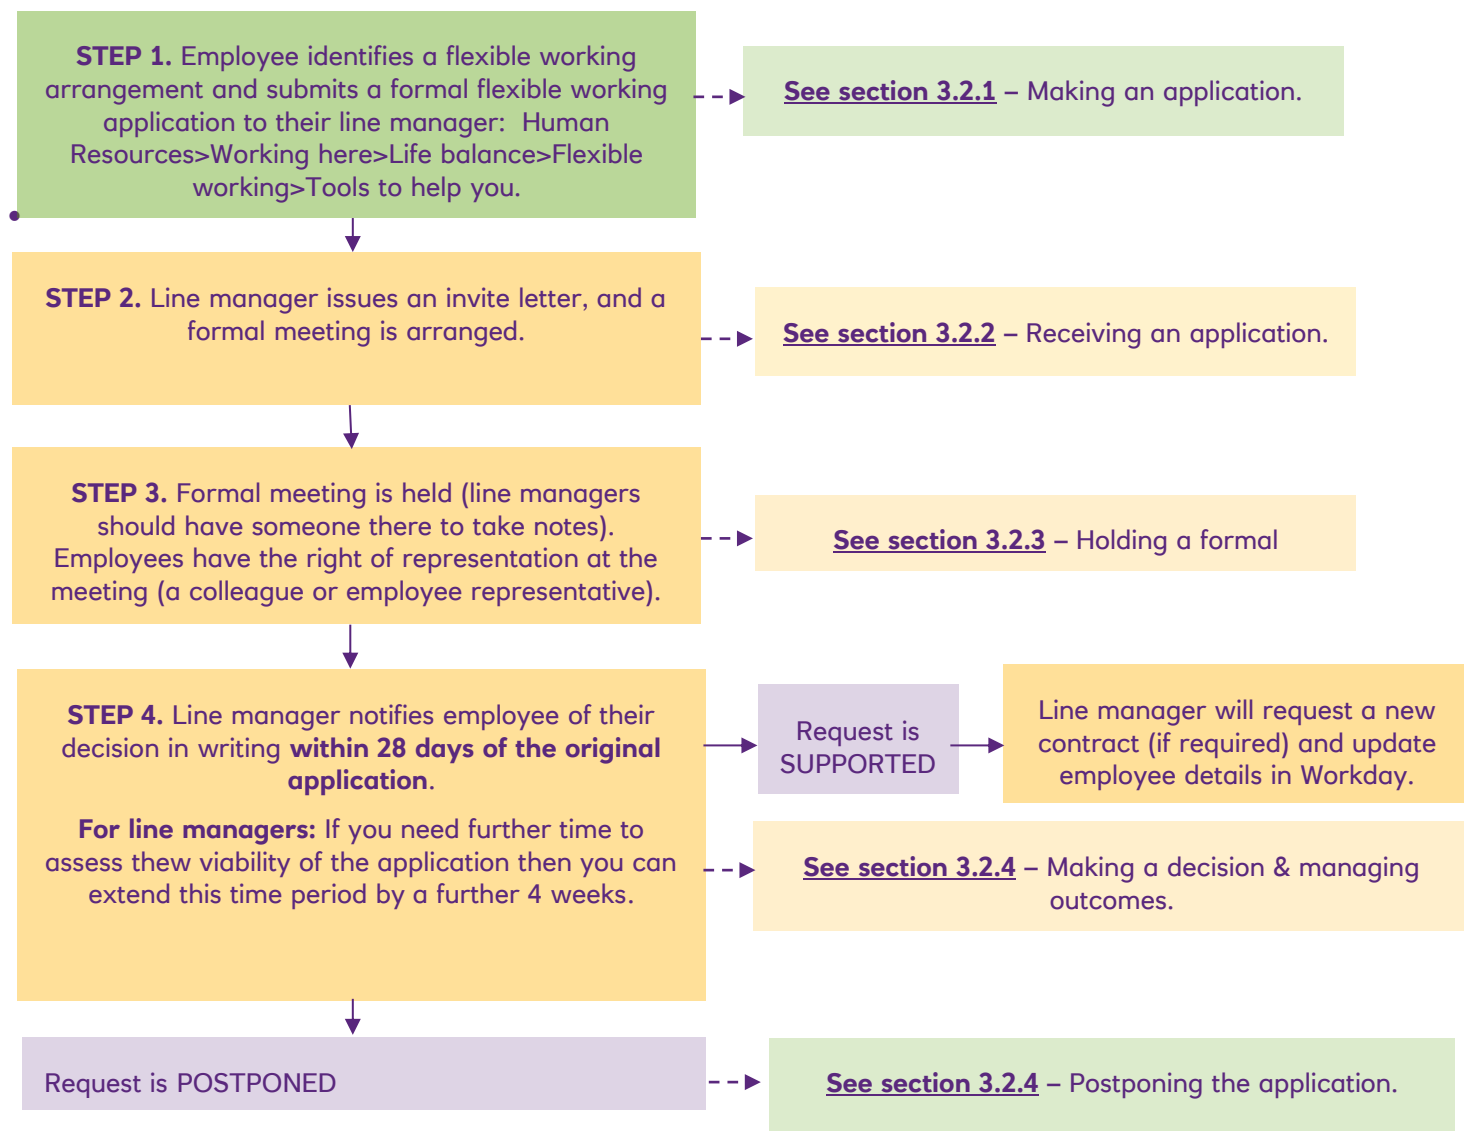 STEP 1. Employee identifies a flexible working
arrangement and submits a formal flexible working
application to their line manager:  Human
Resources>Working here>Life balance>Flexible
working>Tools to help you.
See section 3.2.1 – Making an application.
STEP 2. Line manager issues an invite letter, and a
formal meeting is arranged.
See section 3.2.2 – Receiving an application.
STEP 3. Formal meeting is held (line managers
should have someone there to take notes).
Employees have the right of representation at the
meeting (a colleague or employee representative).
See section 3.2.3 – Holding a formal
STEP 4. Line manager notifies employee of their
decision in writing within 28 days of the original
application.
For line managers: If you need further time to
assess thew viability of the application then you can
extend this time period by a further 4 weeks.
Request is
SUPPORTED
Line manager will request a new
contract (if required) and update
employee details in Workday.
See section 3.2.4 – Making a decision & managing
outcomes.
Request is POSTPONED
See section 3.2.4 – Postponing the application.